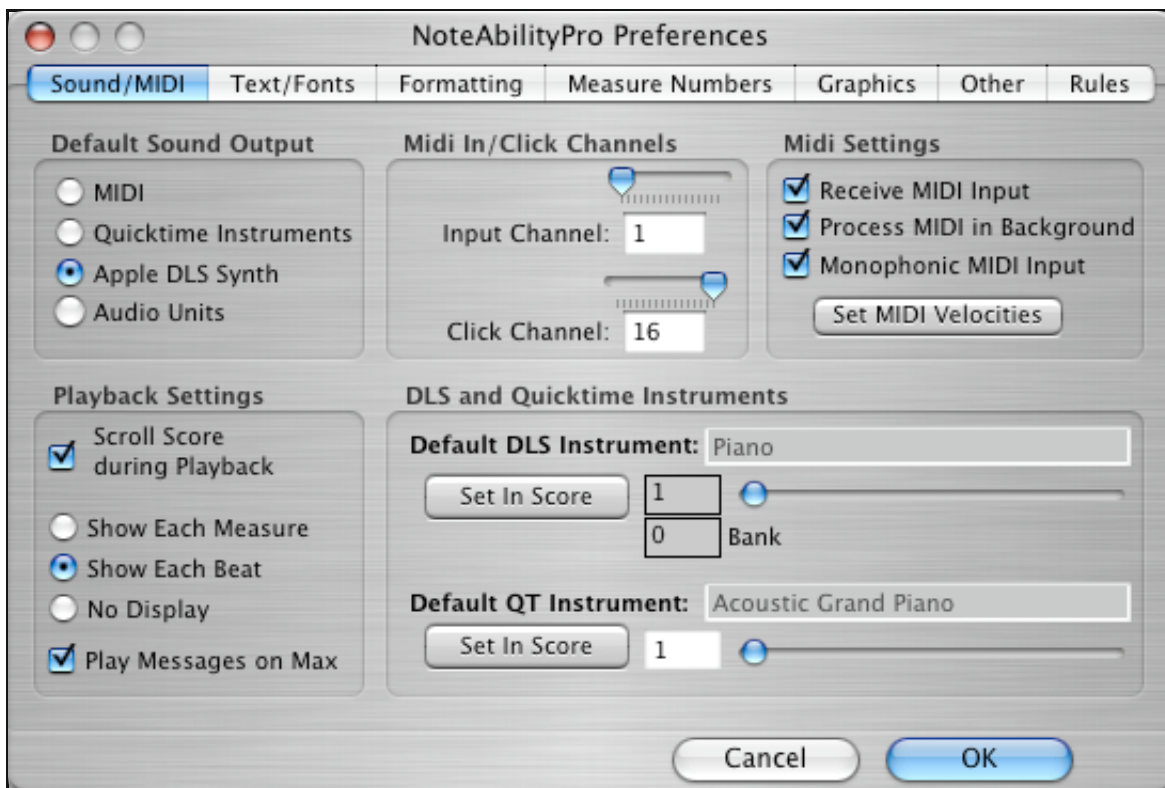 NoteAbilityPro Preferences
Sound/MIDI Text/Fonts Formatting Measure Numbers Graphics Other Rules
Default Sound Output
MIDI
Quicktime Instruments
Apple DLS Synth
Audio Units
Midi In/Click Channels
Input Channel: 1
Click Channel: 16
Midi Settings
Receive MIDI Input
Process MIDI in Background
Monophonic MIDI Input
Set MIDI Velocities
Playback Settings
Scroll Score
during Playback
Show Each Measure
Show Each Beat
No Display
Play Messages on Max
DLS and Quicktime Instruments
Default DLS Instrument: Piano
Set In Score 1
0 Bank
Default QT Instrument: Acoustic Grand Piano
Set In Score 1
Cancel OK